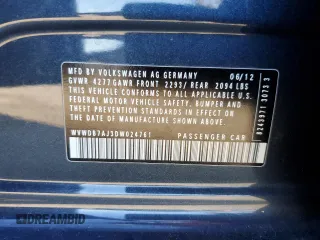 MFD BY VOLKSWAGEN AG GERMANY 06/12
GVWR 4277 GAWR FRONT 2293/ REAR 2094 LBS
THIS VEHICLE CONFORMS TO ALL APPLICABLE
FEDERAL MOTOR VEHICLE SAFETY, BUMPER AND
THEFT PREVENTION STANDARDS IN EFFECT ON
THE DATE OF MANUFACTURE SHOWN ABOVE.
WVWDB7AJ3DW024761 PASSENGER CAR
DREAMBID